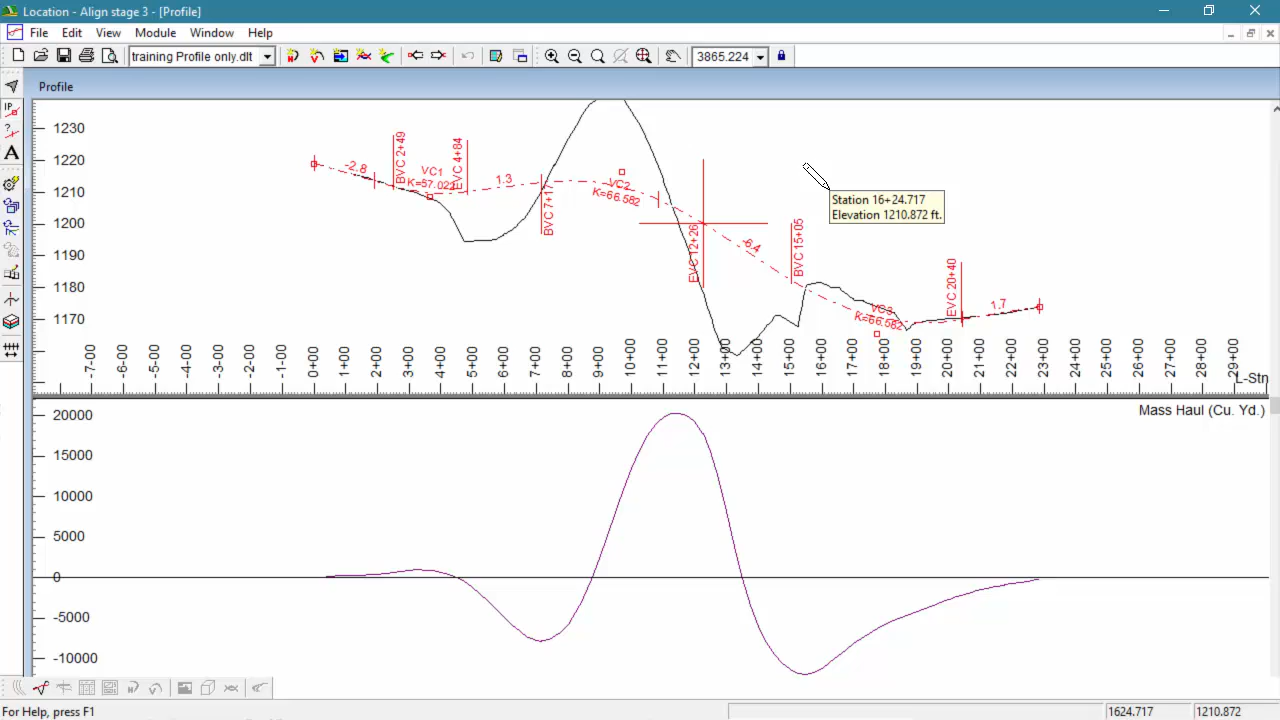 Location - Align stage 3 - [Profile]
File Edit View Module Window Help
training Profile only.dlt
3865.224
Profile
1230
1220
1210
1200
1190
1180
1170
-2.8
BVC 2+49
VC1
K=57.022
EVC 4+84
1.3
BVC 7+17
VC2
K=66.582
EVC 12+26
-6.4
BVC 15+05
VC3
K=66.582
EVC 20+40
1.7
Station 16+24.717
Elevation 1210.872 ft.
-7+00 -6+00 -5+00 -4+00 -3+00 -2+00 -1+00 0+00 1+00 2+00 3+00 4+00 5+00 6+00 7+00 8+00 9+00 10+00 11+00 12+00 13+00 14+00 15+00 16+00 17+00 18+00 19+00 20+00 21+00 22+00 23+00 24+00 25+00 26+00 27+00 28+00 29+00
L-Stn
Mass Haul (Cu. Yd.)
20000
15000
10000
5000
0
-5000
-10000
For Help, press F1
1624.717
1210.872